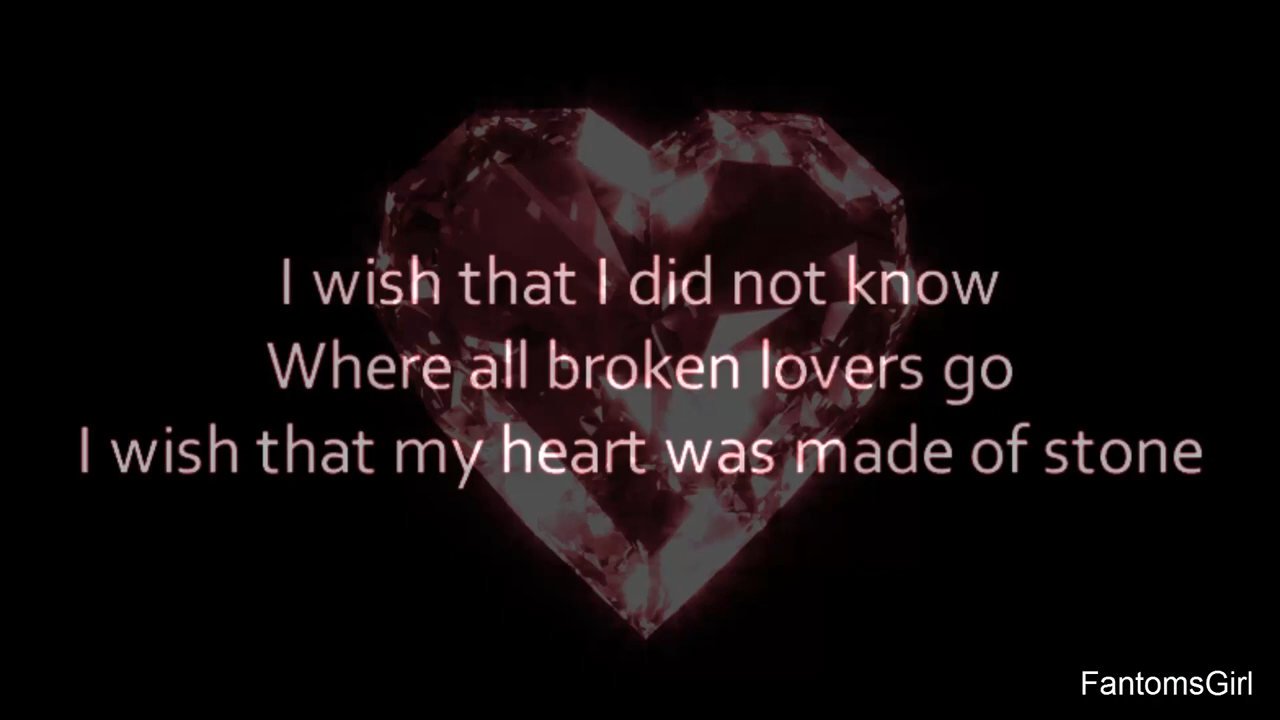 I wish that I did not know
Where all broken lovers go
I wish that my heart was made of stone
FantomsGirl